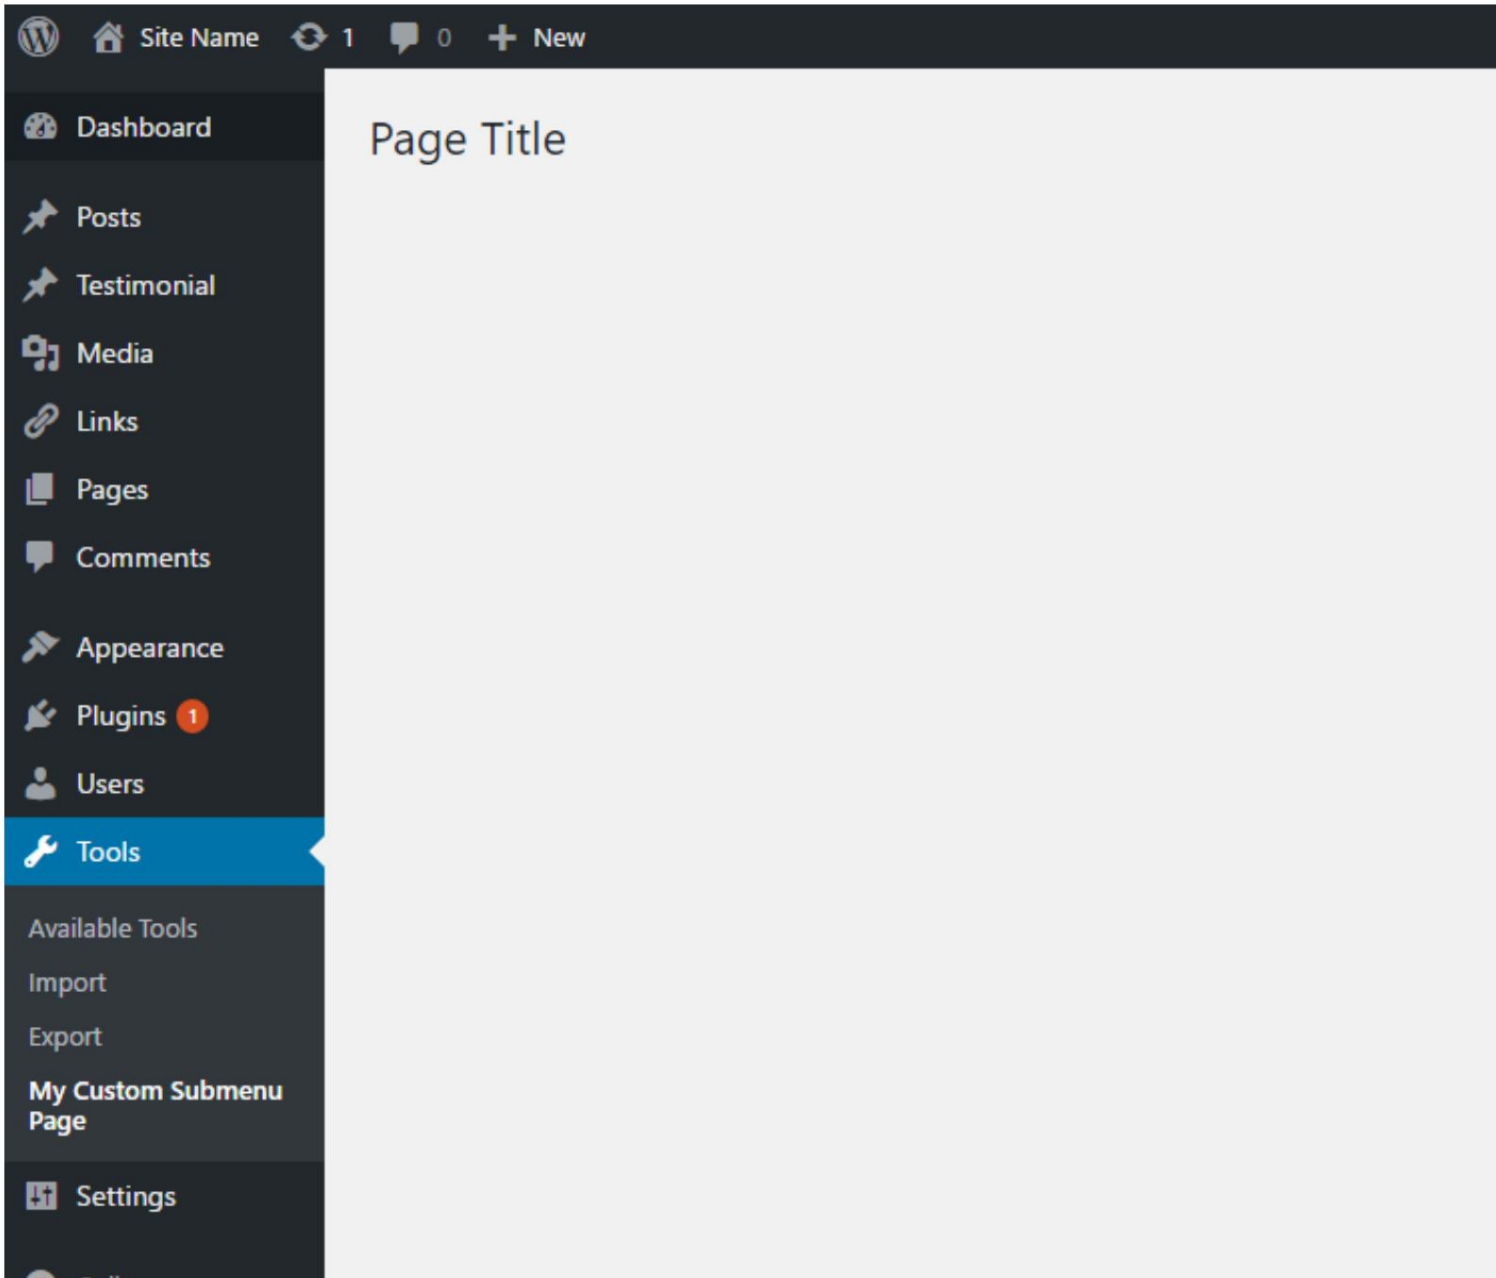 Site Name 1 0 New
Dashboard
Page Title
Posts
Testimonial
Media
Links
Pages
Comments
Appearance
Plugins 1
Users
Tools
Available Tools
Import
Export
My Custom Submenu
Page
Settings